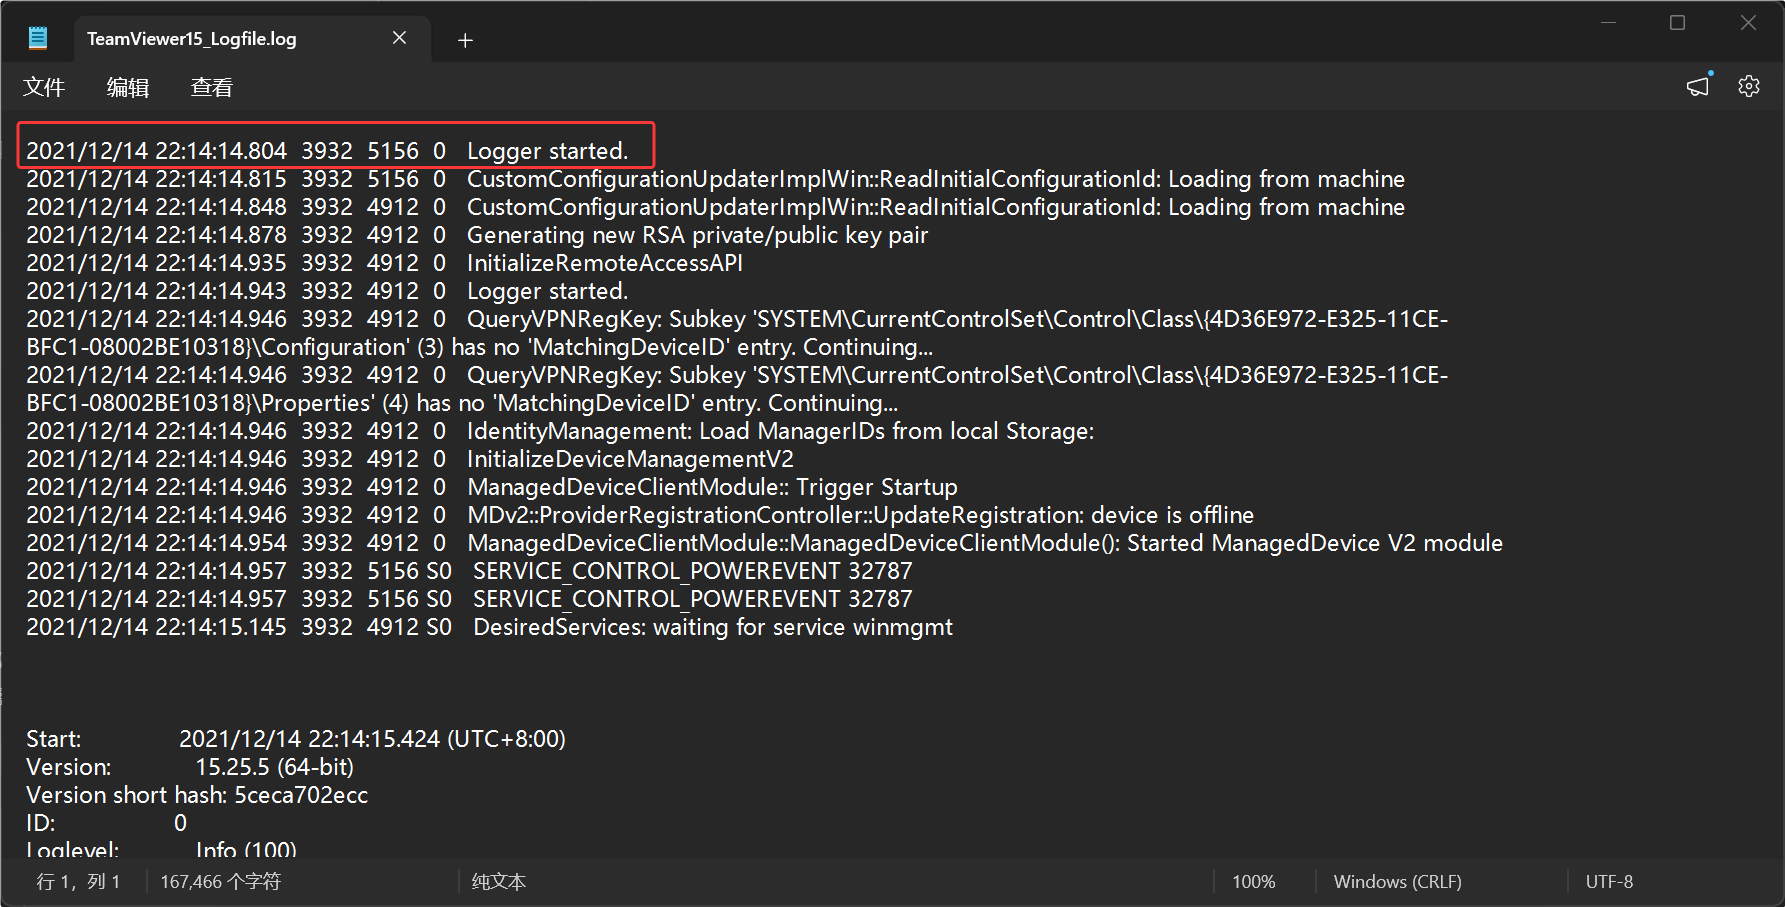 TeamViewer15_Logfile.log
文件 编辑 查看
2021/12/14 22:14:14.804 3932 5156 0 Logger started.
2021/12/14 22:14:14.815 3932 5156 0 CustomConfigurationUpdaterImplWin::ReadInitialConfigurationId: Loading from machine
2021/12/14 22:14:14.848 3932 4912 0 CustomConfigurationUpdaterImplWin::ReadInitialConfigurationId: Loading from machine
2021/12/14 22:14:14.878 3932 4912 0 Generating new RSA private/public key pair
2021/12/14 22:14:14.935 3932 4912 0 InitializeRemoteAccessAPI
2021/12/14 22:14:14.943 3932 4912 0 Logger started.
2021/12/14 22:14:14.946 3932 4912 0 QueryVPNRegKey: Subkey 'SYSTEM\CurrentControlSet\Control\Class\{4D36E972-E325-11CE-
BFC1-08002BE10318}\Configuration' (3) has no 'MatchingDeviceID' entry. Continuing...
2021/12/14 22:14:14.946 3932 4912 0 QueryVPNRegKey: Subkey 'SYSTEM\CurrentControlSet\Control\Class\{4D36E972-E325-11CE-
BFC1-08002BE10318}\Properties' (4) has no 'MatchingDeviceID' entry. Continuing...
2021/12/14 22:14:14.946 3932 4912 0 IdentityManagement: Load ManagerIDs from local Storage:
2021/12/14 22:14:14.946 3932 4912 0 InitializeDeviceManagementV2
2021/12/14 22:14:14.946 3932 4912 0 ManagedDeviceClientModule:: Trigger Startup
2021/12/14 22:14:14.946 3932 4912 0 MDv2::ProviderRegistrationController::UpdateRegistration: device is offline
2021/12/14 22:14:14.954 3932 4912 0 ManagedDeviceClientModule::ManagedDeviceClientModule(): Started ManagedDevice V2 module
2021/12/14 22:14:14.957 3932 5156 S0 SERVICE_CONTROL_POWEREVENT 32787
2021/12/14 22:14:14.957 3932 5156 S0 SERVICE_CONTROL_POWEREVENT 32787
2021/12/14 22:14:15.145 3932 4912 S0 DesiredServices: waiting for service winmgmt
Start: 2021/12/14 22:14:15.424 (UTC+8:00)
Version: 15.25.5 (64-bit)
Version short hash: 5ceca702ecc
ID: 0
Loglevel: Info (100)
行 1，列 1 167,466 个字符 纯文本 100% Windows (CRLF) UTF-8